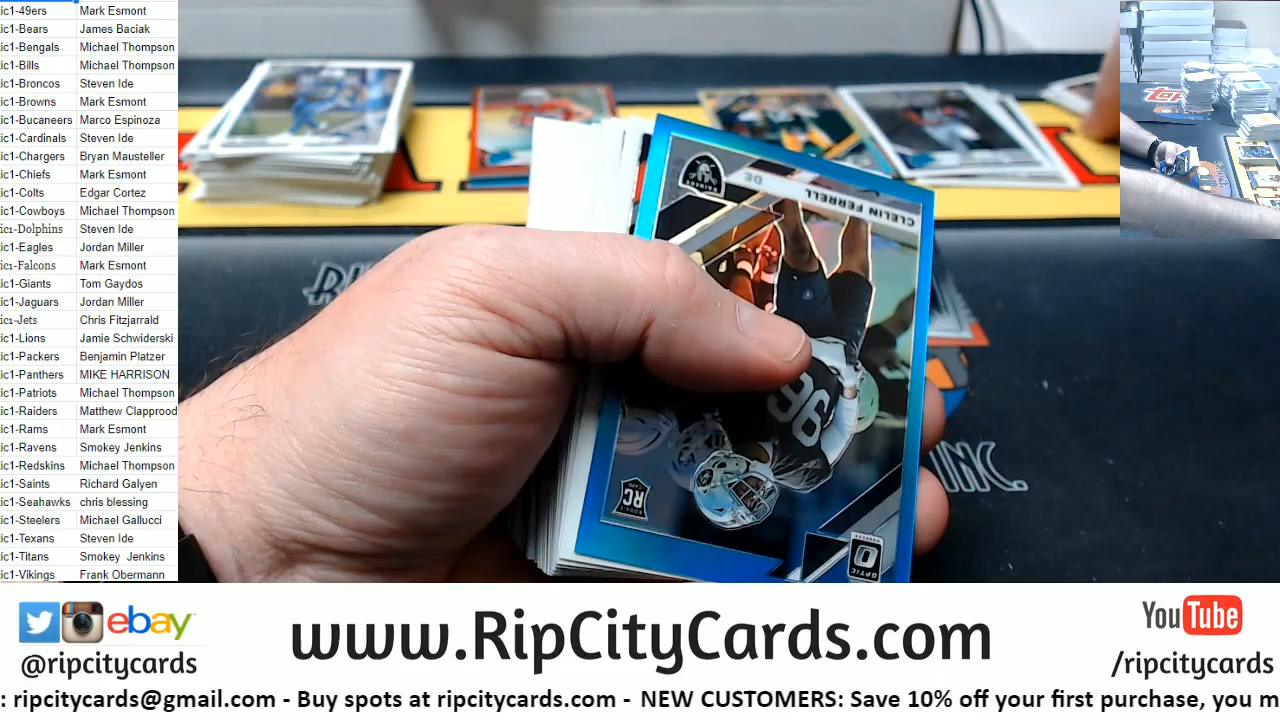 ic1-49ers Mark Esmont
ic1-Bears James Baciak
ic1-Bengals Michael Thompson
ic1-Bills Michael Thompson
ic1-Broncos Steven Ide
ic1-Browns Mark Esmont
ic1-Bucaneers Marco Espinoza
ic1-Cardinals Steven Ide
ic1-Chargers Bryan Mausteller
ic1-Chiefs Mark Esmont
ic1-Colts Edgar Cortez
ic1-Cowboys Michael Thompson
ic1-Dolphins Steven Ide
ic1-Eagles Jordan Miller
ic1-Falcons Mark Esmont
ic1-Giants Tom Gaydos
ic1-Jaguars Jordan Miller
ic1-Jets Chris Fitzjarrald
ic1-Lions Jamie Schwiderski
ic1-Packers Benjamin Platzer
ic1-Panthers MIKE HARRISON
ic1-Patriots Michael Thompson
ic1-Raiders Matthew Clapprood
ic1-Rams Mark Esmont
ic1-Ravens Smokey Jenkins
ic1-Redskins Michael Thompson
ic1-Saints Richard Galyen
ic1-Seahawks chris blessing
ic1-Steelers Michael Gallucci
ic1-Texans Steven Ide
ic1-Titans Smokey Jenkins
ic1-Vikings Frank Obermann
RAIDERS
DE
CLELIN FERRELL
96
RC
OPTIC
INC.
ebay
@ripcitycards
www.RipCityCards.com
YouTube
/ripcitycards
: ripcitycards@gmail.com - Buy spots at ripcitycards.com - NEW CUSTOMERS: Save 10% off your first purchase, you m